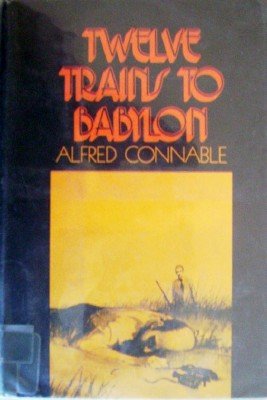 TWELVE
TRAINS TO
BABYLON
ALFRED CONNABLE